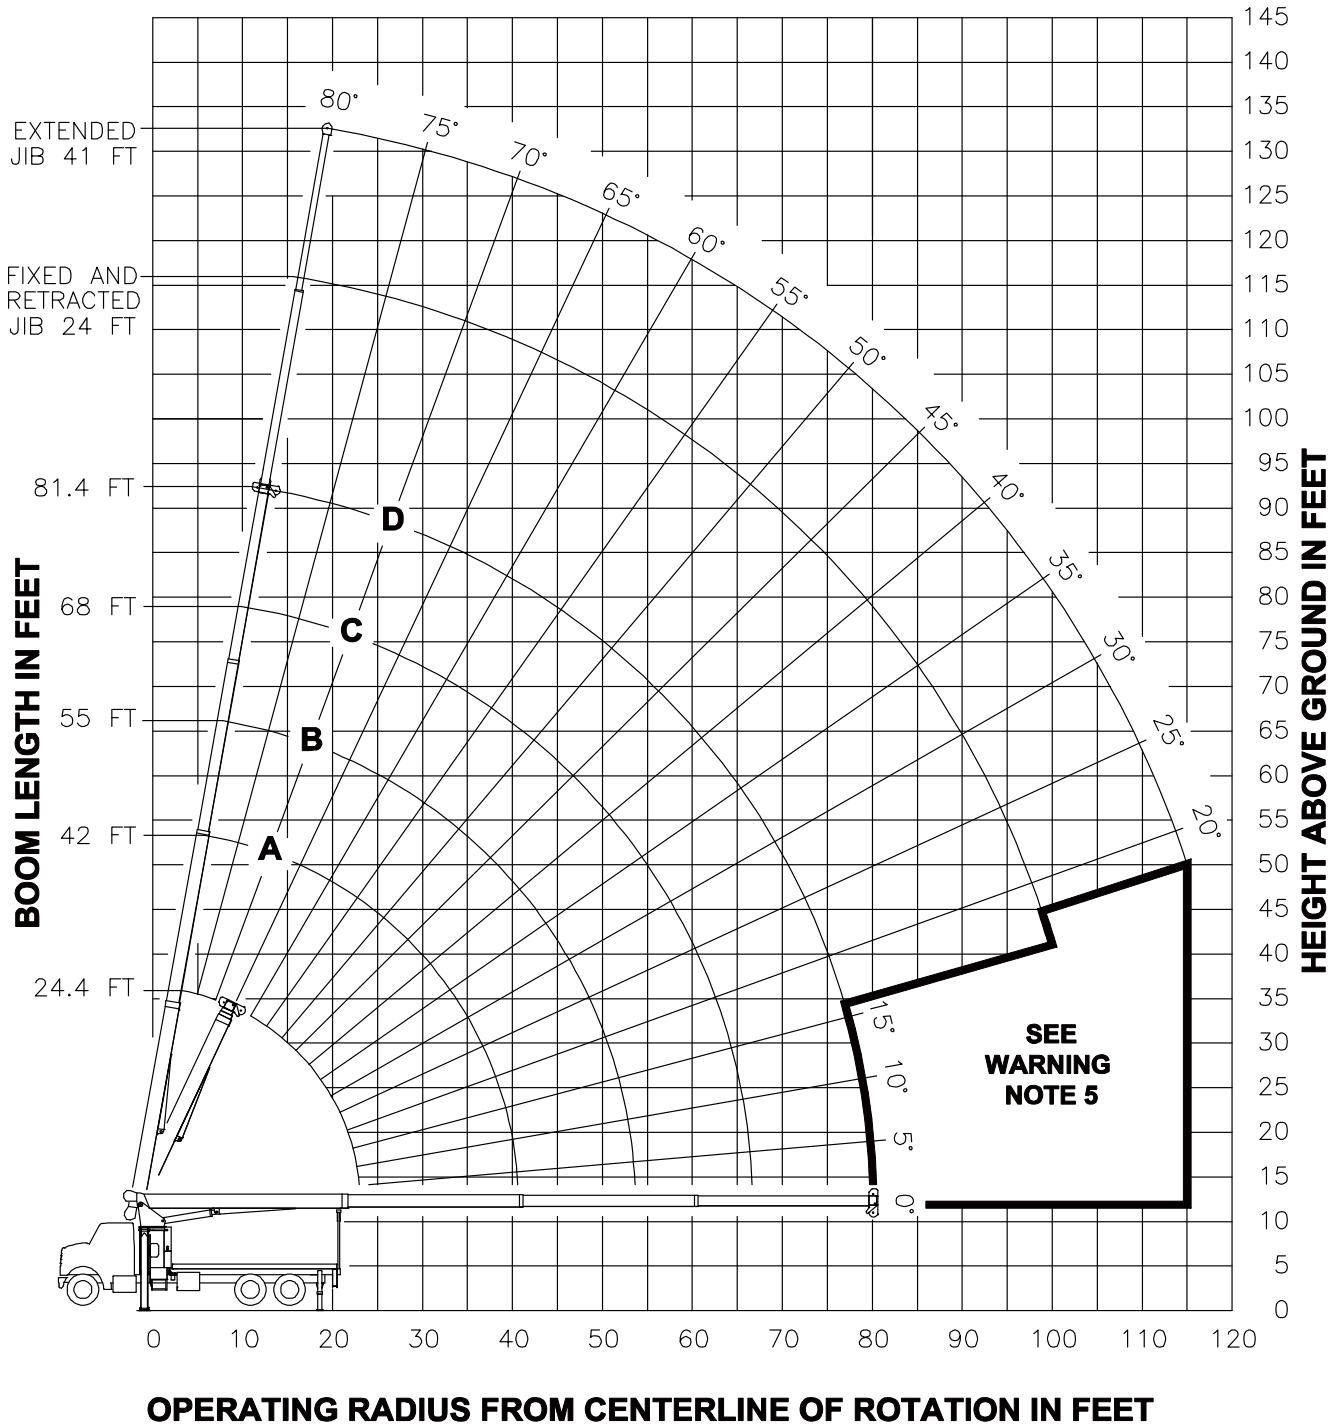 145
140
135
130
125
120
115
110
105
100
95
90
85
80
75
70
65
60
55
50
45
40
35
30
25
20
15
10
5
0
HEIGHT ABOVE GROUND IN FEET
BOOM LENGTH IN FEET
EXTENDED
JIB 41 FT
FIXED AND
RETRACTED
JIB 24 FT
81.4 FT
68 FT
55 FT
42 FT
24.4 FT
80°
75°
70°
65°
60°
55°
50°
45°
40°
35°
30°
25°
20°
15°
10°
5°
0°
D
C
B
A
SEE
WARNING
NOTE 5
0 10 20 30 40 50 60 70 80 90 100 110 120
OPERATING RADIUS FROM CENTERLINE OF ROTATION IN FEET